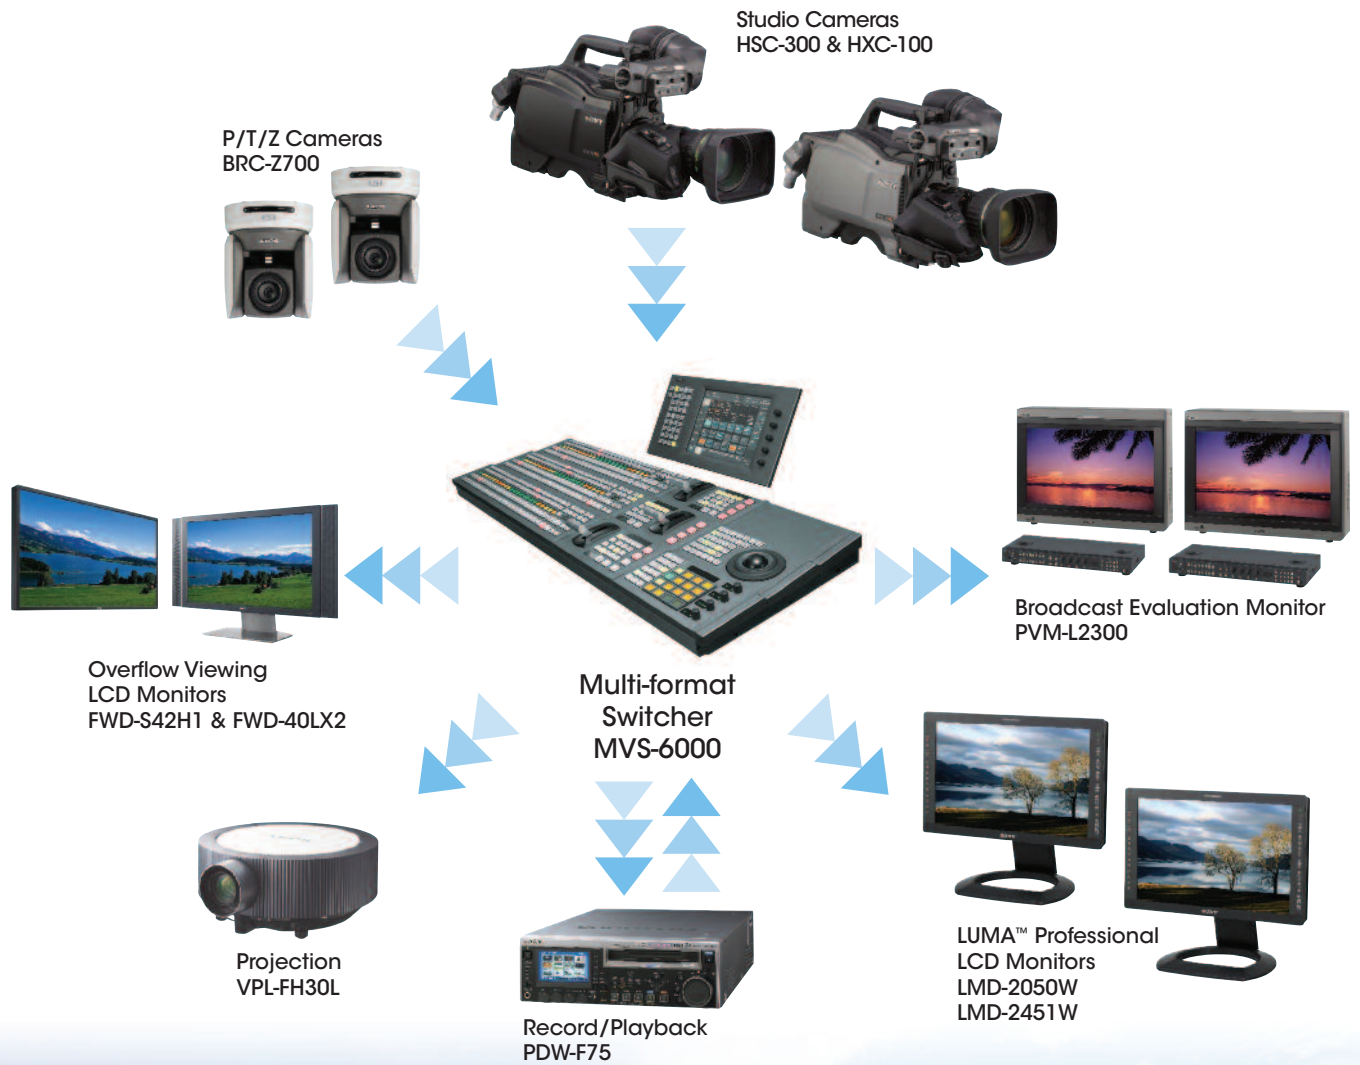 Studio Cameras
HSC-300 & HXC-100
P/T/Z Cameras
BRC-Z700
Broadcast Evaluation Monitor
PVM-L2300
Overflow Viewing
LCD Monitors
FWD-S42H1 & FWD-40LX2
Multi-format
Switcher
MVS-6000
Projection
VPL-FH30L
LUMA™ Professional
LCD Monitors
LMD-2050W
LMD-2451W
Record/Playback
PDW-F75
SONY
SONY